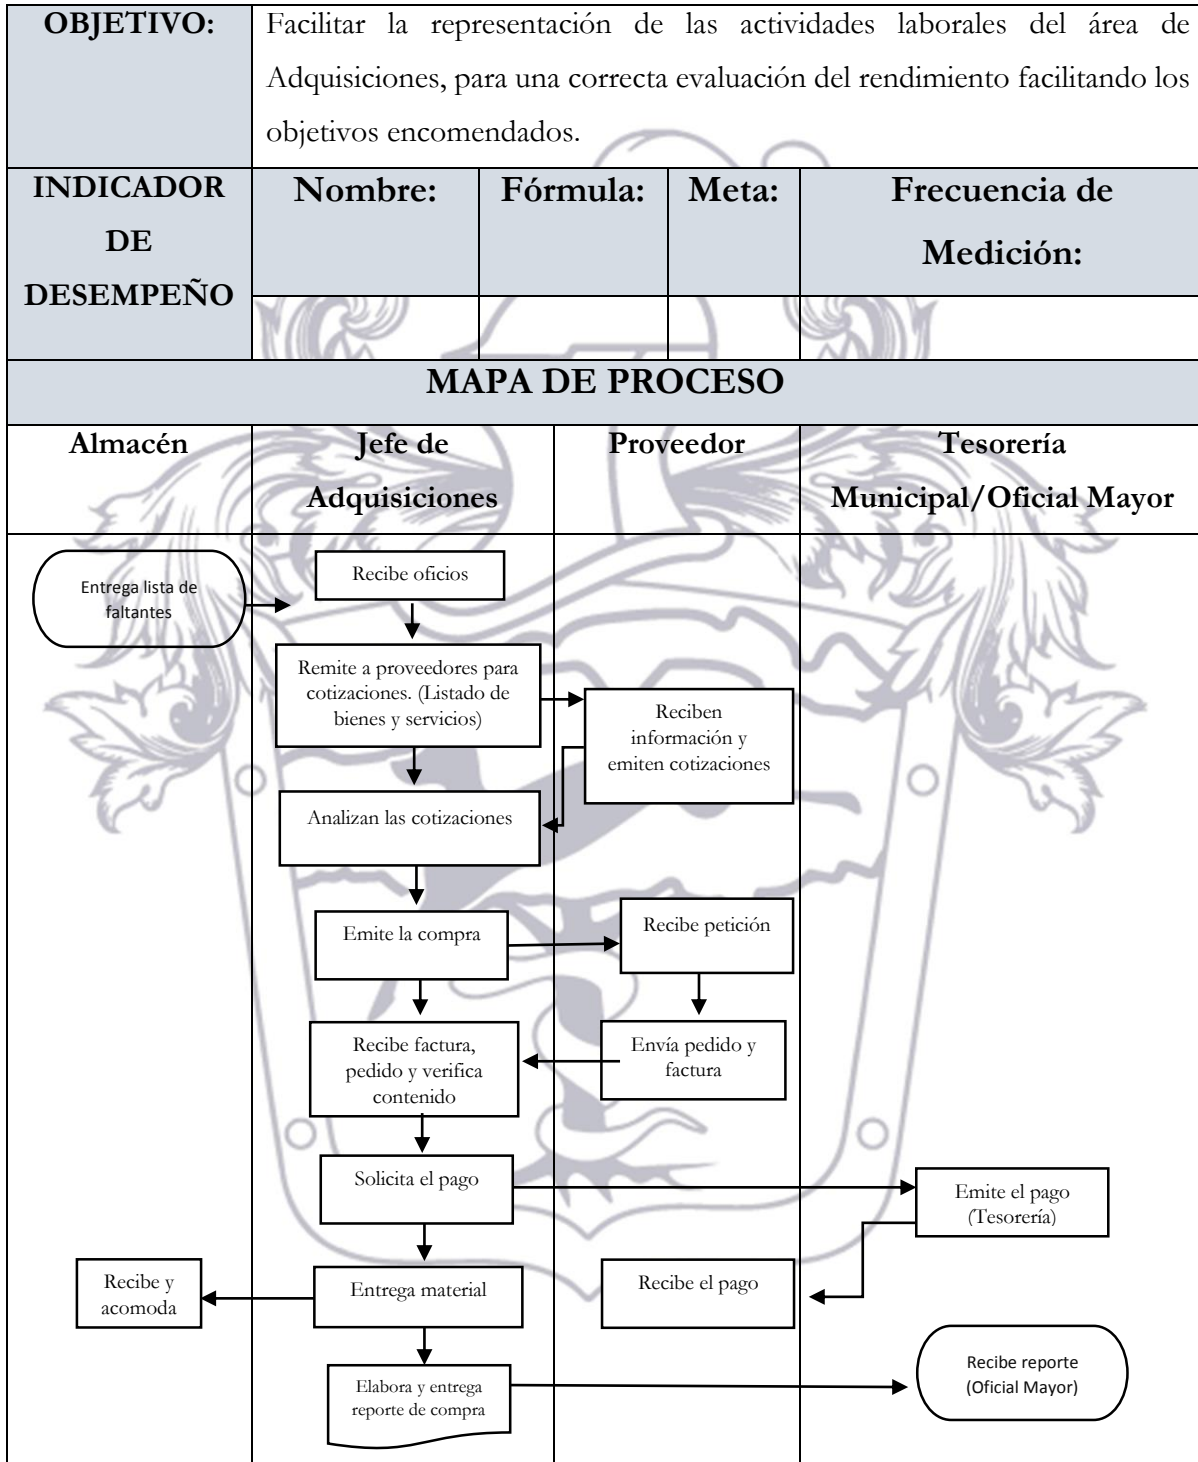 OBJETIVO:
Facilitar la representación de las actividades laborales del área de
Adquisiciones, para una correcta evaluación del rendimiento facilitando los
objetivos encomendados.
INDICADOR
DE
DESEMPEÑO
Nombre:
Fórmula:
Meta:
Frecuencia de
Medición:
MAPA DE PROCESO
Almacén
Jefe de
Adquisiciones
Proveedor
Tesorería
Municipal/Oficial Mayor
Entrega lista de
faltantes
Recibe oficios
Remite a proveedores para
cotizaciones. (Listado de
bienes y servicios)
Reciben
información y
emiten cotizaciones
Analizan las cotizaciones
Emite la compra
Recibe petición
Recibe factura,
pedido y verifica
contenido
Envía pedido y
factura
Solicita el pago
Emite el pago
(Tesorería)
Recibe y
acomoda
Entrega material
Recibe el pago
Elabora y entrega
reporte de compra
Recibe reporte
(Oficial Mayor)